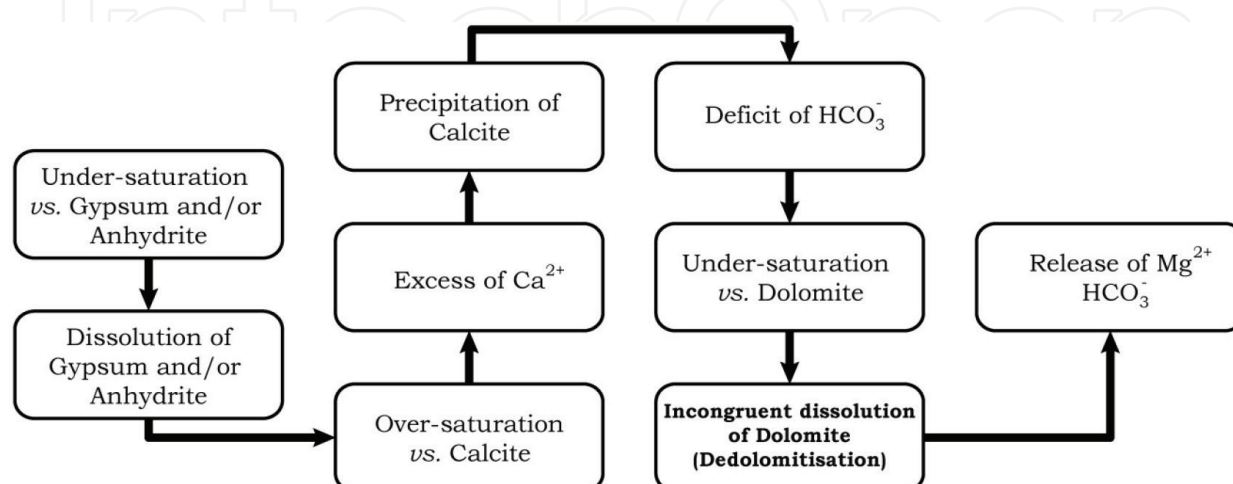 Under-saturation
vs. Gypsum and/or
Anhydrite
Dissolution of
Gypsum and/or
Anhydrite
Over-saturation
vs. Calcite
Excess of Ca²⁺
Precipitation of
Calcite
Deficit of HCO₃⁻
Under-saturation
vs. Dolomite
Incongruent dissolution
of Dolomite
(Dedolomitisation)
Release of Mg²⁺
HCO₃⁻